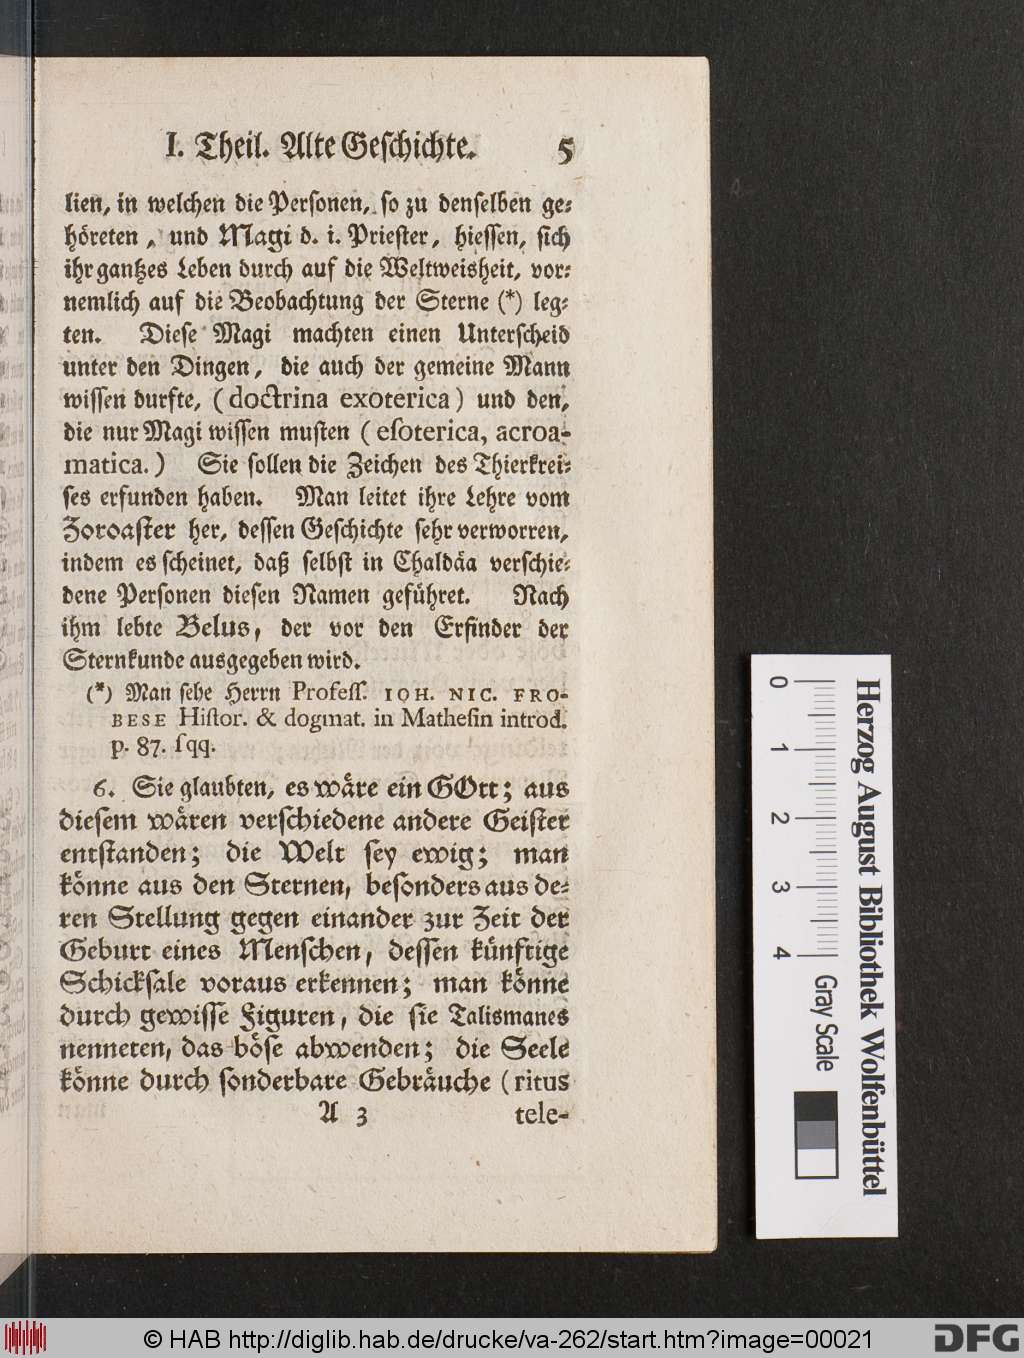 I. Theil. Alte Geschichte. 5
lien, in welchen die Personen, so zu denselben ge⸗
höreten, und Magi d. i. Priester, hiessen, sich
ihr gantzes Leben durch auf die Weltweisheit, vor⸗
nemlich auf die Beobachtung der Sterne (*) leg⸗
ten. Diese Magi machten einen Unterscheid
unter den Dingen, die auch der gemeine Mann
wissen durfte, (doctrina exoterica) und den,
die nur Magi wissen musten (eſoterica, acroa-
matica.) Sie sollen die Zeichen des Thierkrei⸗
ses erfunden haben. Man leitet ihre Lehre vom
Zoroaster her, dessen Geschichte sehr verworren,
indem es scheinet, daß selbst in Chaldäa verschie⸗
dene Personen diesen Namen geführet. Nach
ihm lebte Belus, der vor den Erfinder der
Sternkunde ausgegeben wird.
(*) Man sehe Herrn Profeſſ. IOH. NIC. FRO-
BESE Hiſtor. & dogmat. in Matheſin introd.
p. 87. ſqq.
6. Sie glaubten, es wäre ein GOtt; aus
diesem wären verschiedene andere Geister
entstanden; die Welt sey ewig; man
könne aus den Sternen, besonders aus de⸗
ren Stellung gegen einander zur Zeit der
Geburt eines Menschen, dessen künftige
Schicksale voraus erkennen; man könne
durch gewisse Figuren, die sie Talismanes
nenneten, das böse abwenden; die Seele
könne durch sonderbare Gebräuche (ritus
A 3 tele-
0 1 2 3 4 Gray Scale
Herzog August Bibliothek Wolfenbüttel
© HAB http://diglib.hab.de/drucke/va-262/start.htm?image=00021
DFG